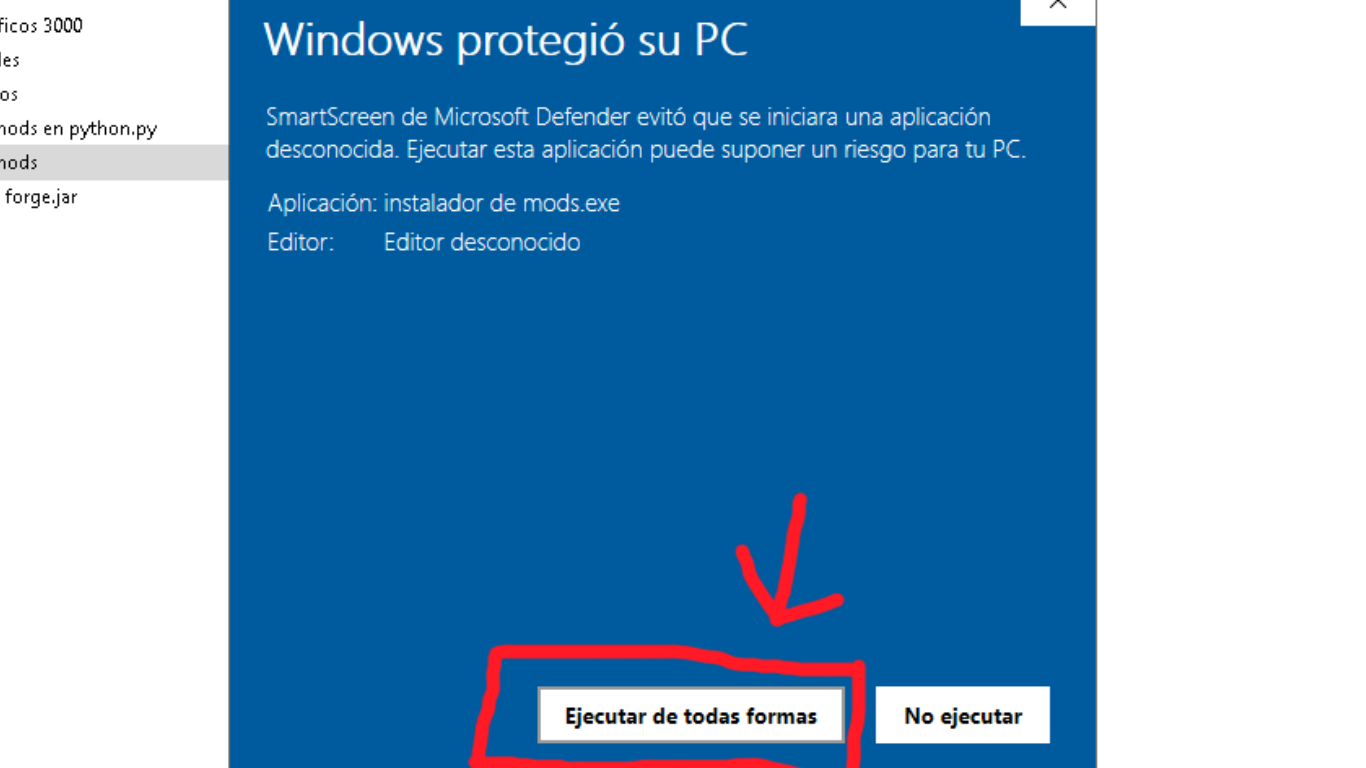 ficos 3000
les
os
mods en python.py
mods
forge.jar
Windows protegió su PC
SmartScreen de Microsoft Defender evitó que se iniciara una aplicación
desconocida. Ejecutar esta aplicación puede suponer un riesgo para tu PC.
Aplicación: instalador de mods.exe
Editor: Editor desconocido
Ejecutar de todas formas
No ejecutar